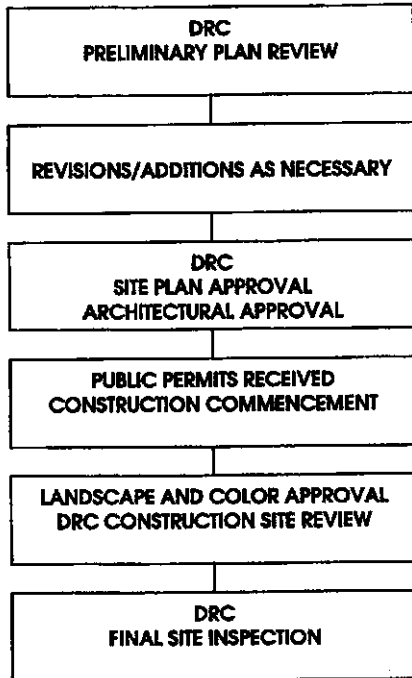 DRC
PRELIMINARY PLAN REVIEW
REVISIONS/ADDITIONS AS NECESSARY
DRC
SITE PLAN APPROVAL
ARCHITECTURAL APPROVAL
PUBLIC PERMITS RECEIVED
CONSTRUCTION COMMENCEMENT
LANDSCAPE AND COLOR APPROVAL
DRC CONSTRUCTION SITE REVIEW
DRC
FINAL SITE INSPECTION